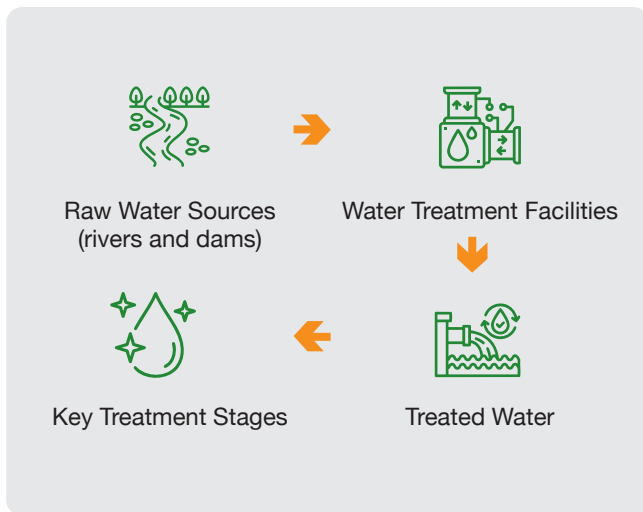 Raw Water Sources
(rivers and dams)
Water Treatment Facilities
Key Treatment Stages
Treated Water